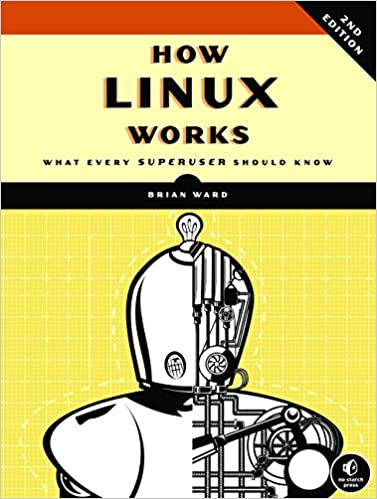 2ND
EDITION
HOW
LINUX
WORKS
WHAT EVERY SUPERUSER SHOULD KNOW
BRIAN WARD
no starch
press